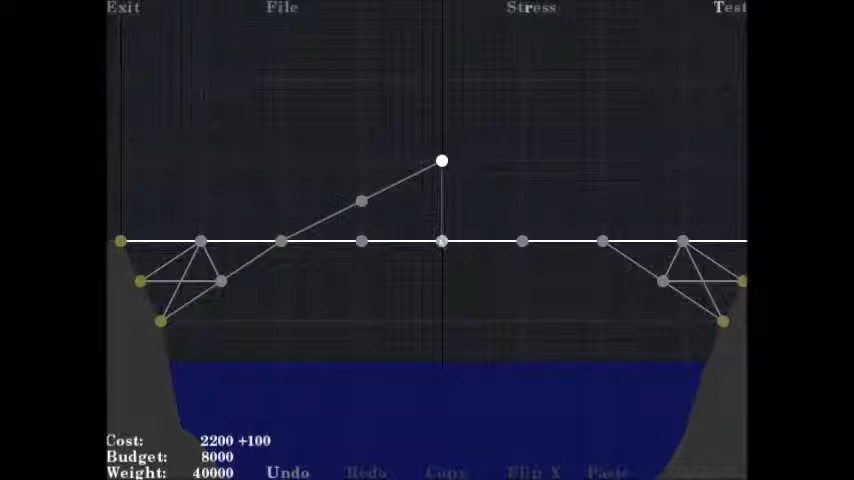 Exit File Stress Test
Cost: 2200 +100
Budget: 8000
Weight: 40000 Undo Redo Copy Flip X Paste